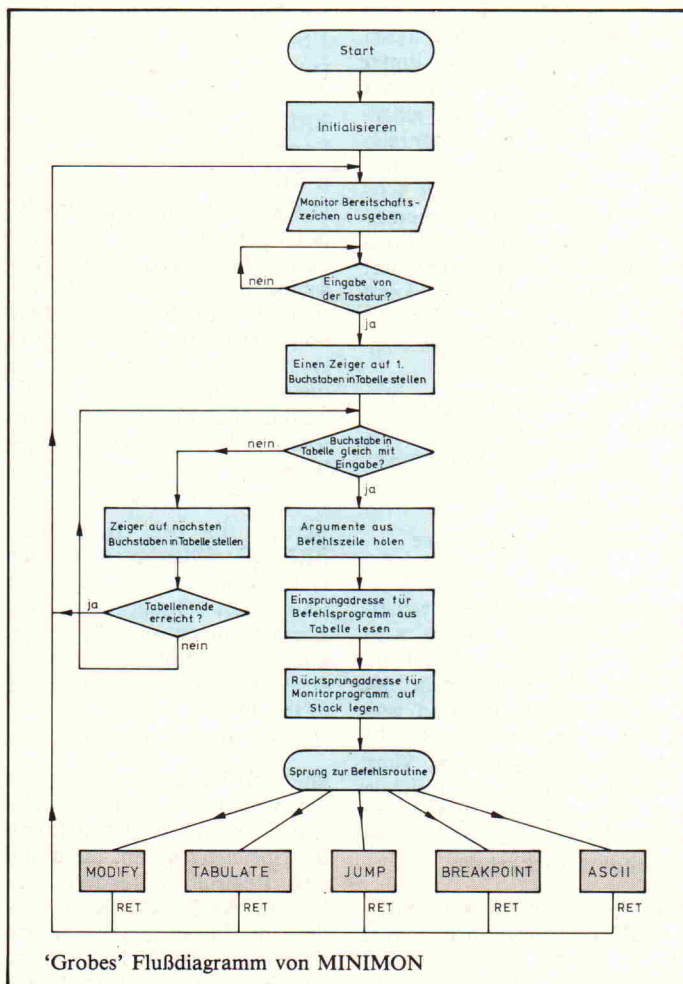 Start
Initialisieren
Monitor Bereitschafts-
zeichen ausgeben
nein
Eingabe von
der Tastatur?
ja
Einen Zeiger auf 1.
Buchstaben in Tabelle stellen
nein
Buchstabe in
Tabelle gleich mit
Eingabe?
ja
Zeiger auf nächsten
Buchstaben in Tabelle stellen
Argumente aus
Befehlszeile holen
ja
Tabellenende
erreicht ?
nein
Einsprungadresse für
Befehlsprogramm aus
Tabelle lesen
Rücksprungadresse für
Monitorprogramm auf
Stack legen
Sprung zur Befehlsroutine
MODIFY
TABULATE
JUMP
BREAKPOINT
ASCII
RET
RET
RET
RET
RET
'Grobes' Flußdiagramm von MINIMON